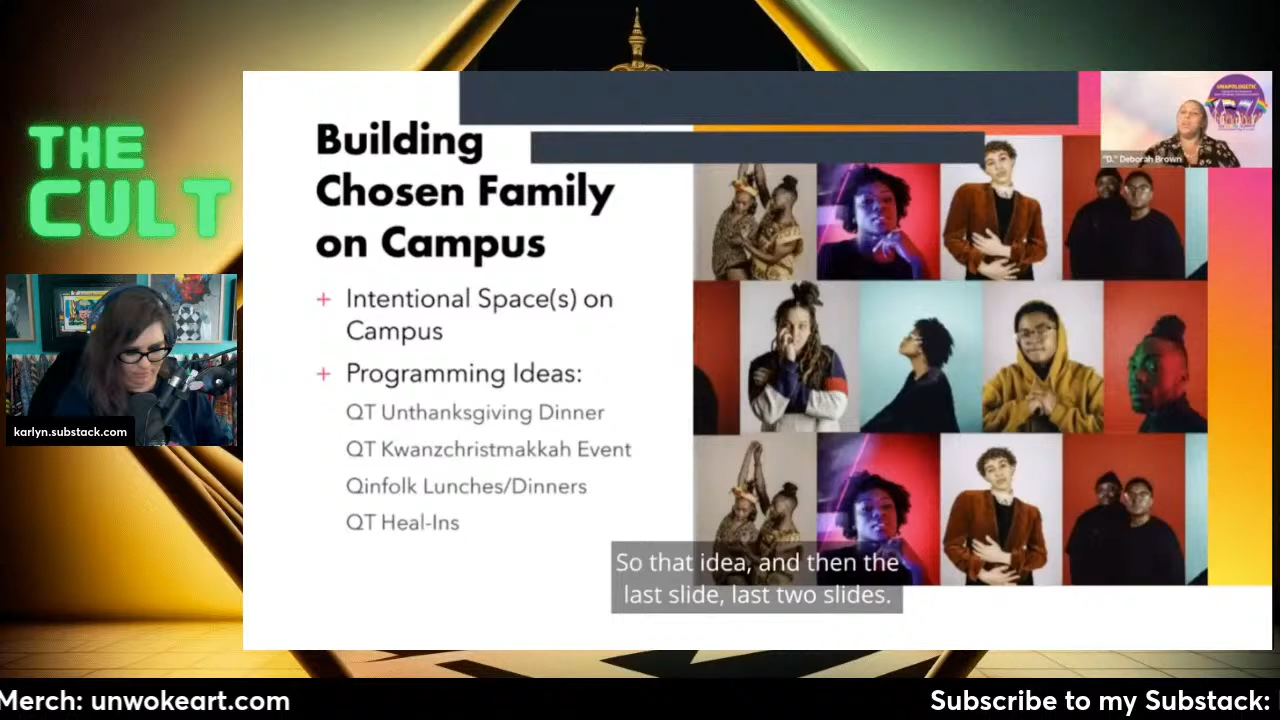 THE
CULT
karlyn.substack.com
Building
Chosen Family
on Campus
+ Intentional Space(s) on
Campus
+ Programming Ideas:
QT Unthanksgiving Dinner
QT Kwanzchristmakkah Event
Qinfolk Lunches/Dinners
QT Heal-Ins
UNAPOLOGETIC
"D." Deborah Brown
So that idea, and then the
last slide, last two slides.
Merch: unwokeart.com
Subscribe to my Substack: